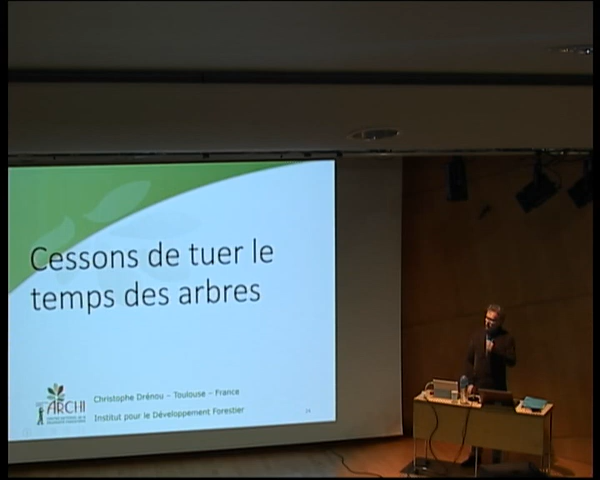 Cessons de tuer le
temps des arbres
ARCHI
Christophe Drénou – Toulouse – France
Institut pour le Développement Forestier